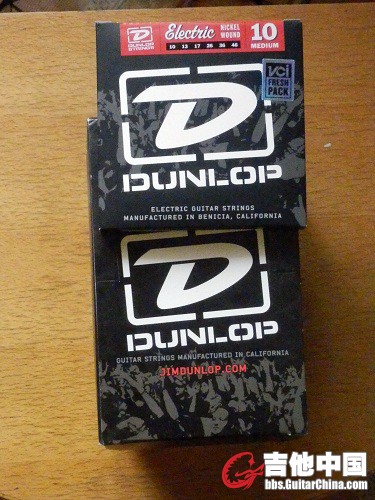 DUNLOP
STRINGS
Electric
NICKEL
WOUND
10 13 17 26 36 46
10
MEDIUM
VCI
FRESH
PACK
DUNLOP
ELECTRIC GUITAR STRINGS
MANUFACTURED IN BENICIA, CALIFORNIA
DUNLOP
GUITAR STRINGS MANUFACTURED IN CALIFORNIA
JIMDUNLOP.COM
吉他中国
bbs.GuitarChina.com